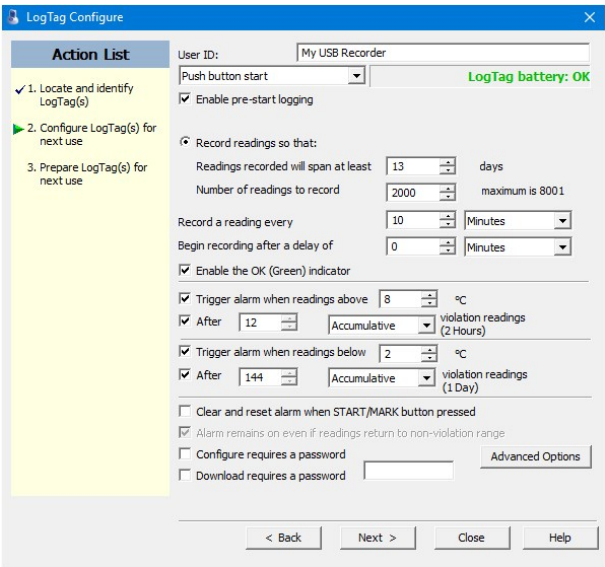 LogTag Configure
Action List
1. Locate and identify
LogTag(s)
2. Configure LogTag(s) for
next use
3. Prepare LogTag(s) for
next use
User ID: My USB Recorder
Push button start LogTag battery: OK
Enable pre-start logging
Record readings so that:
Readings recorded will span at least 13 days
Number of readings to record 2000 maximum is 8001
Record a reading every 10 Minutes
Begin recording after a delay of 0 Minutes
Enable the OK (Green) indicator
Trigger alarm when readings above 8 ºC
After 12 Accumulative violation readings
(2 Hours)
Trigger alarm when readings below 2 ºC
After 144 Accumulative violation readings
(1 Day)
Clear and reset alarm when START/MARK button pressed
Alarm remains on even if readings return to non-violation range
Configure requires a password
Download requires a password
Advanced Options
< Back Next > Close Help